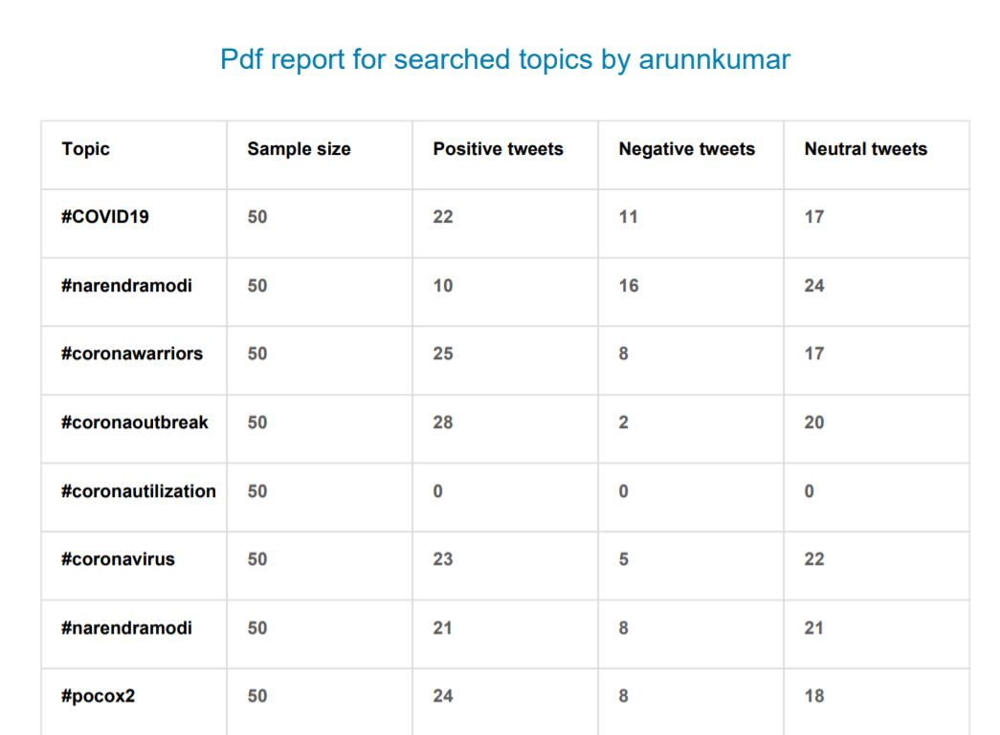 Pdf report for searched topics by arunnkumar
Topic Sample size Positive tweets Negative tweets Neutral tweets
#COVID19 50 22 11 17
#narendramodi 50 10 16 24
#coronawarriors 50 25 8 17
#coronaoutbreak 50 28 2 20
#coronautilization 50 0 0 0
#coronavirus 50 23 5 22
#narendramodi 50 21 8 21
#pocox2 50 24 8 18